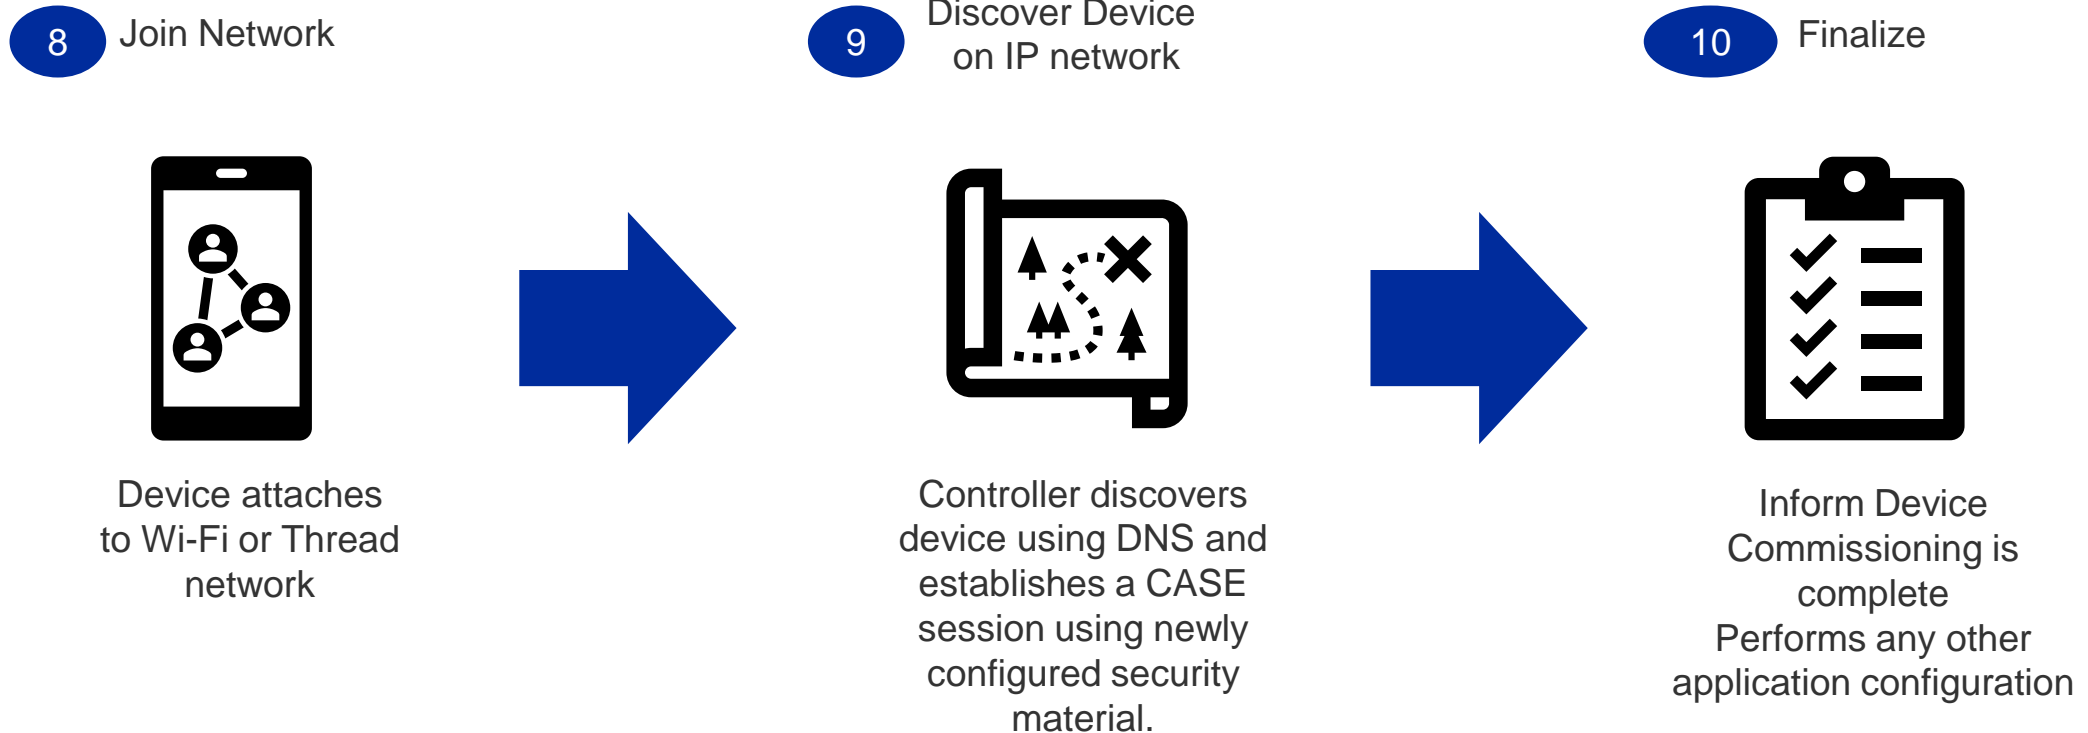 8
Join Network
9
Discover Device
on IP network
10
Finalize
Device attaches
to Wi-Fi or Thread
network
Controller discovers
device using DNS and
establishes a CASE
session using newly
configured security
material.
Inform Device
Commissioning is
complete
Performs any other
application configuration